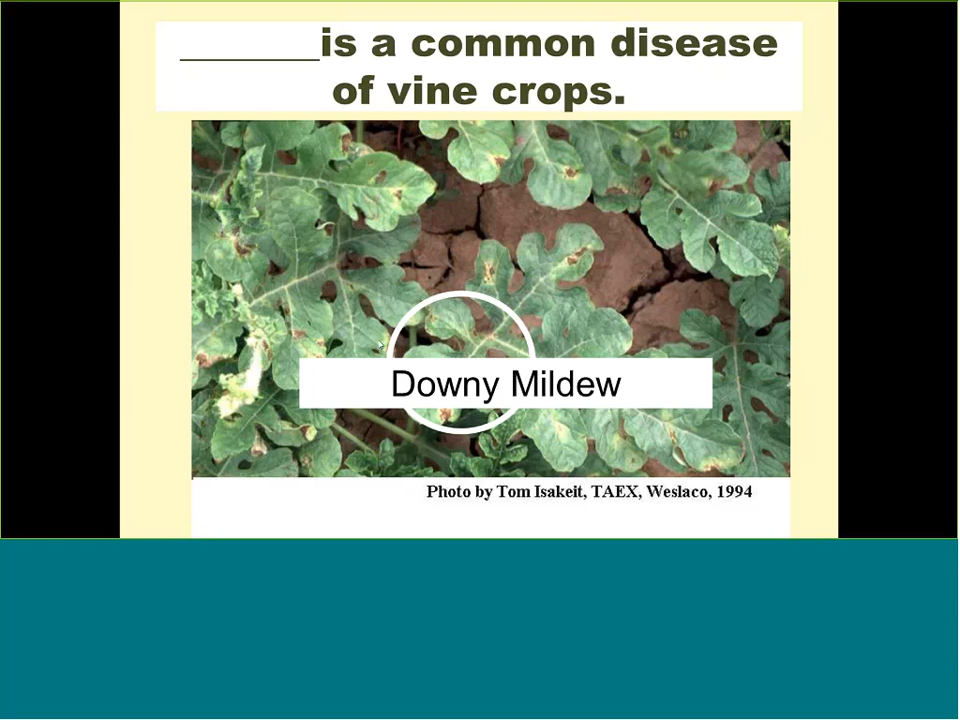 _______is a common disease
of vine crops.
Downy Mildew
Photo by Tom Isakeit, TAEX, Weslaco, 1994